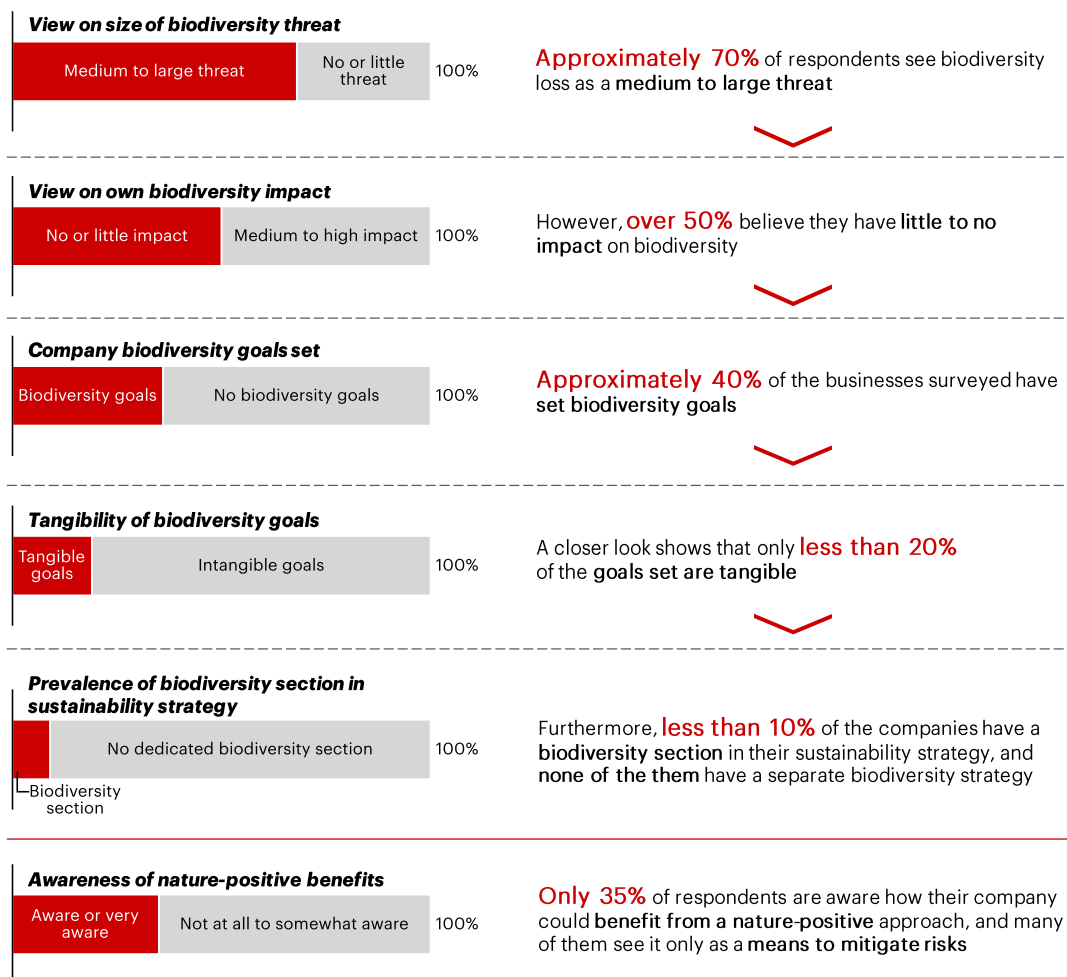 View on size of biodiversity threat
Medium to large threat
No or little
threat
100%
Approximately 70% of respondents see biodiversity
loss as a medium to large threat
View on own biodiversity impact
No or little impact
Medium to high impact
100%
However, over 50% believe they have little to no
impact on biodiversity
Company biodiversity goals set
Biodiversity goals
No biodiversity goals
100%
Approximately 40% of the businesses surveyed have
set biodiversity goals
Tangibility of biodiversity goals
Tangible
goals
Intangible goals
100%
A closer look shows that only less than 20%
of the goals set are tangible
Prevalence of biodiversity section in
sustainability strategy
No dedicated biodiversity section
100%
Biodiversity
section
Furthermore, less than 10% of the companies have a
biodiversity section in their sustainability strategy, and
none of the them have a separate biodiversity strategy
Awareness of nature-positive benefits
Aware or very
aware
Not at all to somewhat aware
100%
Only 35% of respondents are aware how their company
could benefit from a nature-positive approach, and many
of them see it only as a means to mitigate risks